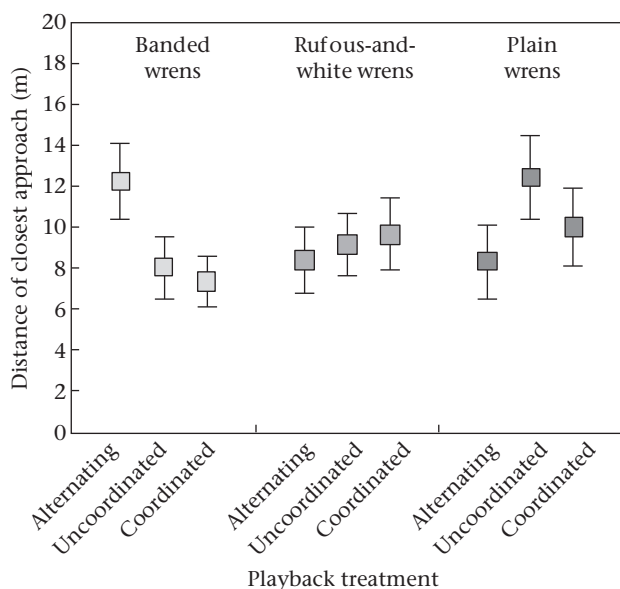 20
18
16
14
12
10
8
6
4
2
0
Distance of closest approach (m)
Banded
wrens
Rufous-and-
white wrens
Plain
wrens
Alternating
Uncoordinated
Coordinated
Alternating
Uncoordinated
Coordinated
Alternating
Uncoordinated
Coordinated
Playback treatment